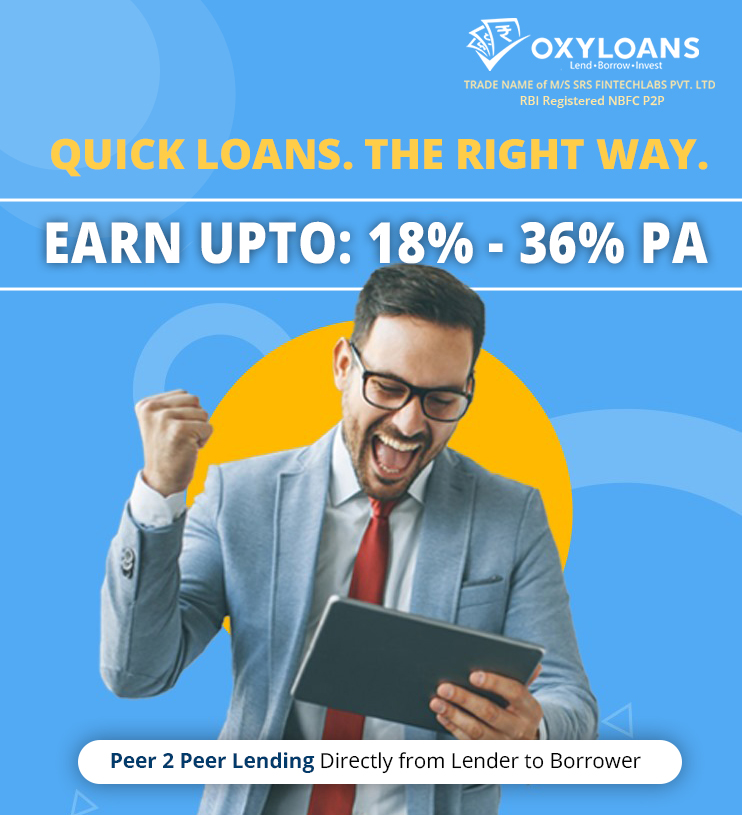 OXYLOANS
Lend•Borrow•Invest
TRADE NAME of M/S SRS FINTECHLABS PVT. LTD
RBI Registered NBFC P2P
QUICK LOANS. THE RIGHT WAY.
EARN UPTO: 18% - 36% PA
Peer 2 Peer Lending Directly from Lender to Borrower